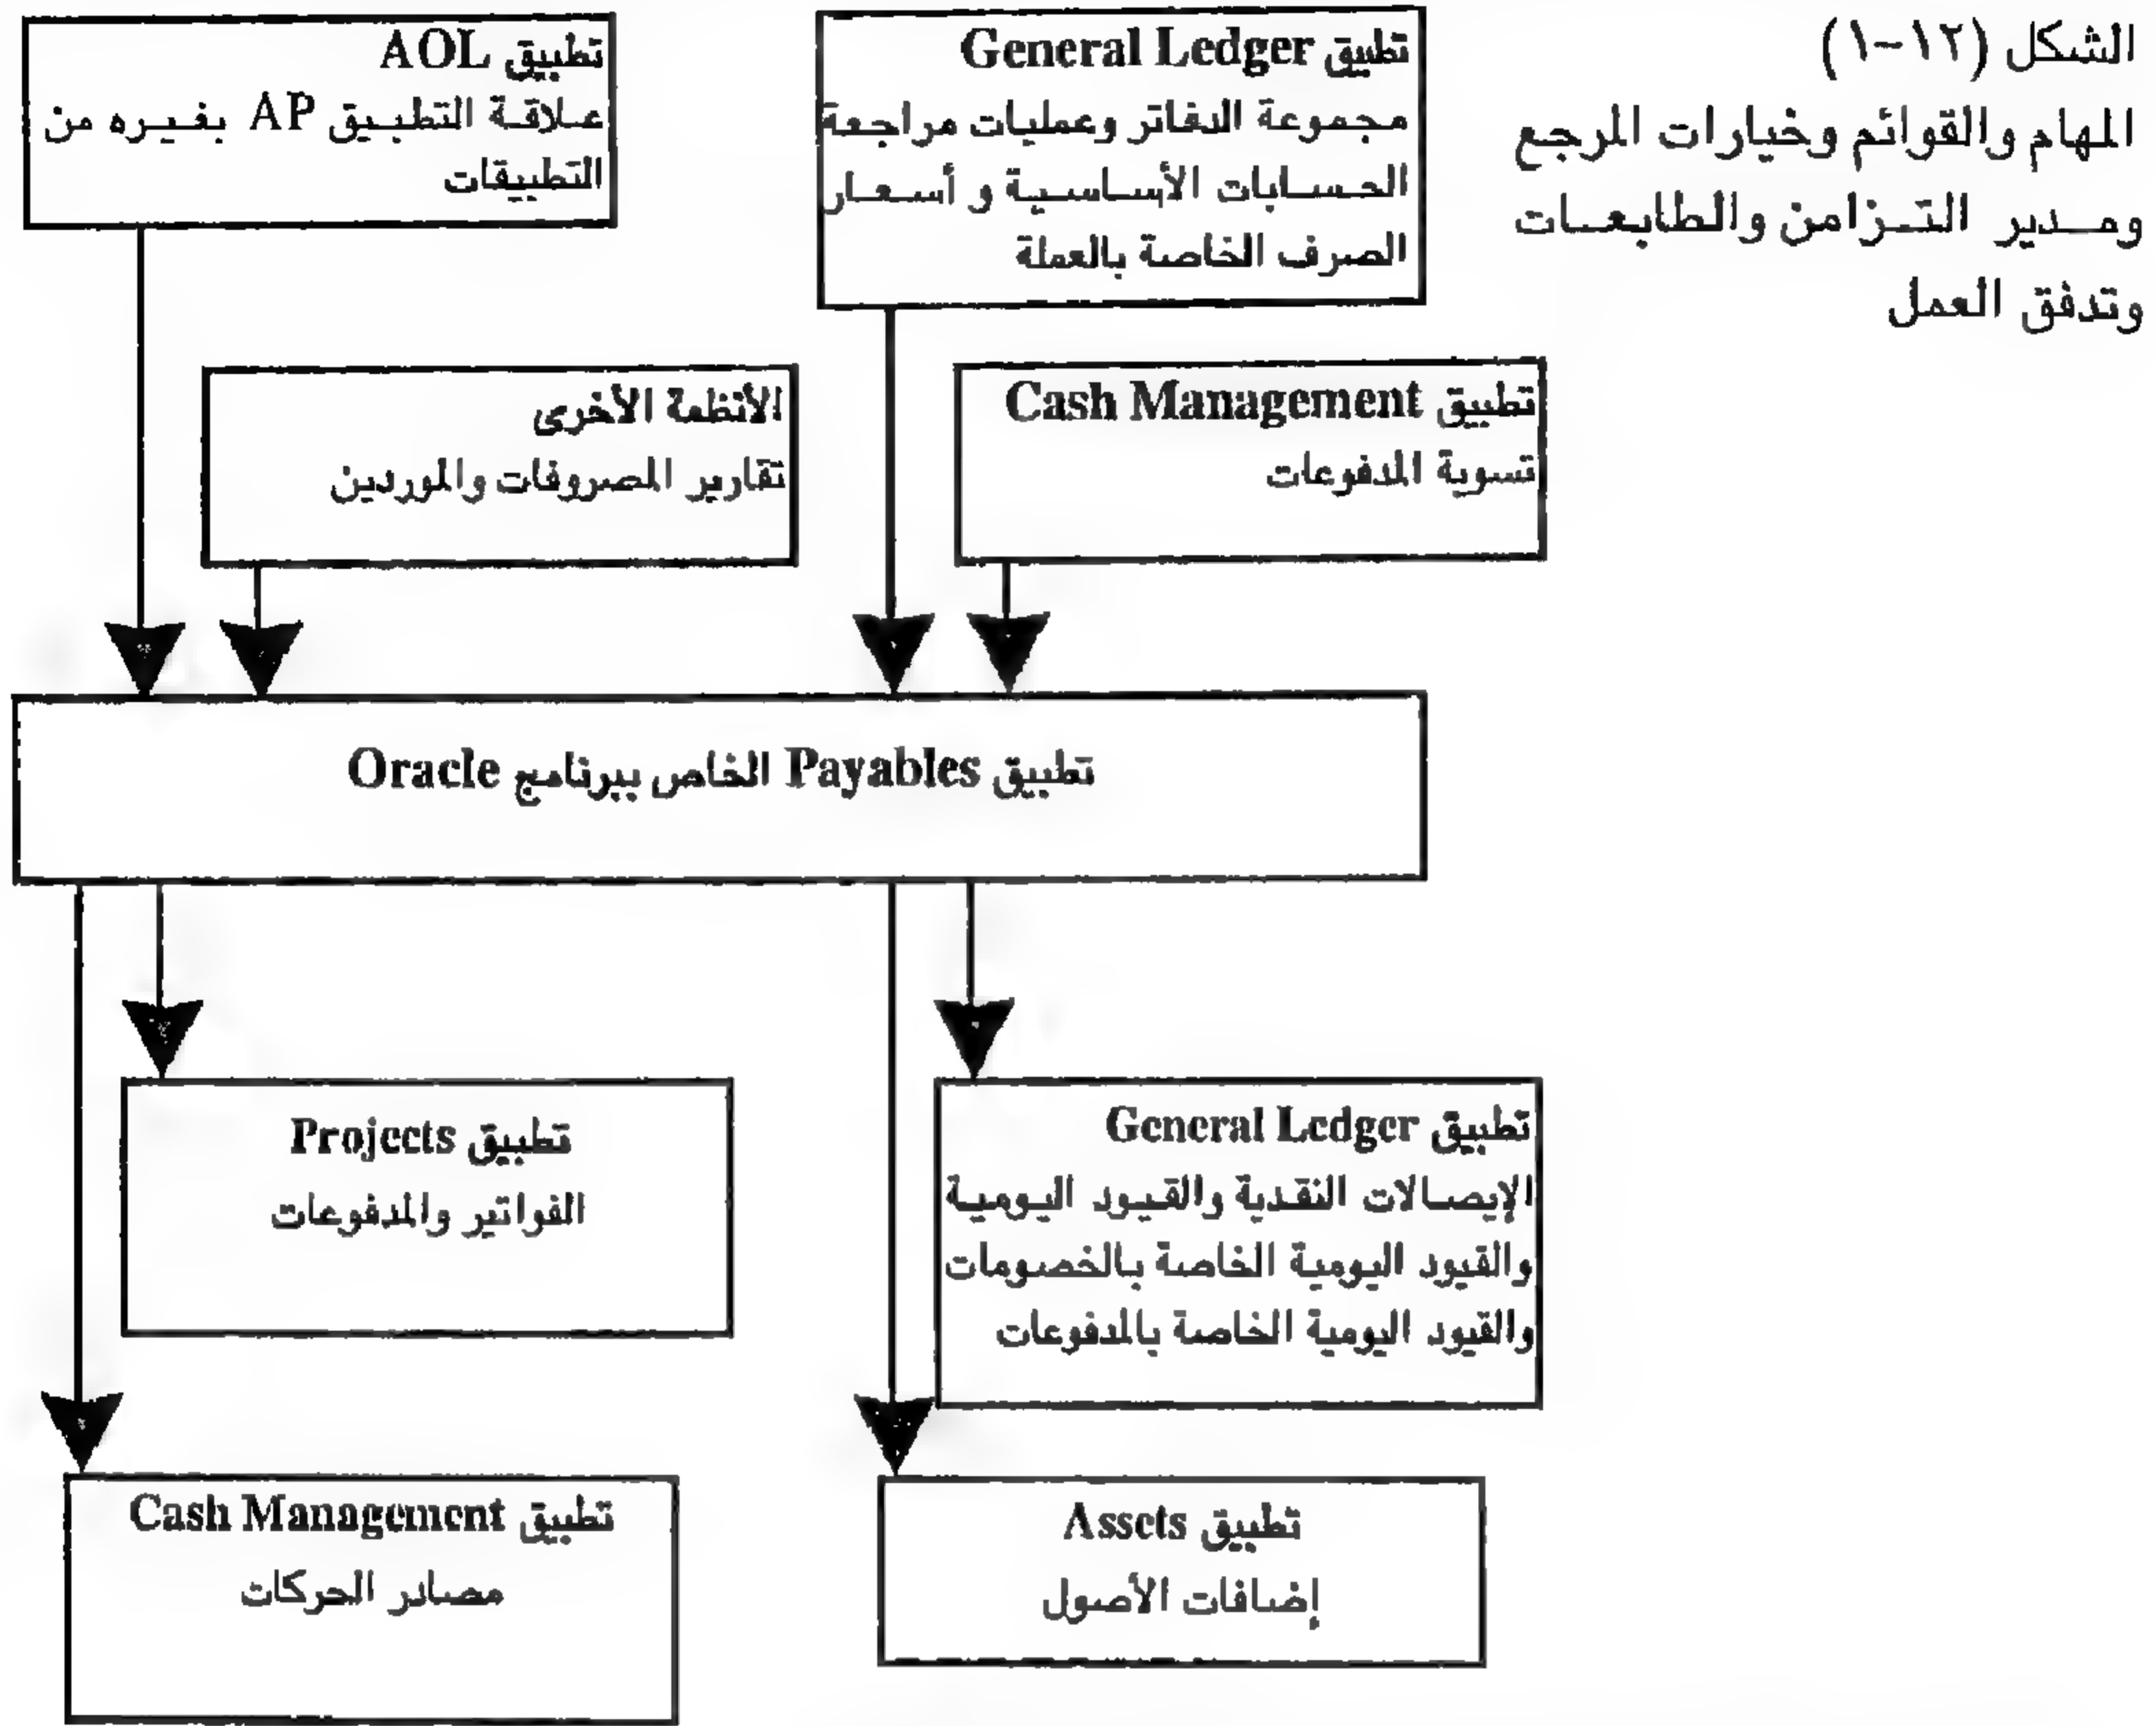 الشكل (١٢-١)
المهام والقوائم وخيارات المرجع
ومدير التزامن والطابعات
وتدفق العمل
تطبيق General Ledger
مجموعة الدفاتر وعمليات مراجعة
الحسابات الأساسية و أسعار
الصرف الخاصة بالعملة
تطبيق AOL
علاقة التطبيق AP بغيره من
التطبيقات
تطبيق Cash Management
تسوية المدفوعات
الأنظمة الأخرى
تقارير المصروفات والموردين
تطبيق Payables الخاص ببرنامج Oracle
تطبيق General Ledger
الإيصالات النقدية والقيود اليومية
والقيود اليومية الخاصة بالخصومات
والقيود اليومية الخاصة بالمدفوعات
تطبيق Projects
الفواتير والمدفوعات
تطبيق Assets
إضافات الأصول
تطبيق Cash Management
مصادر الحركات